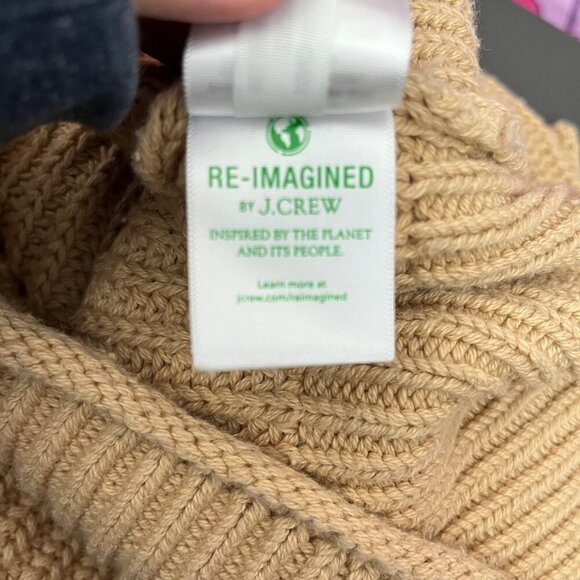 RE-IMAGINED
BY J.CREW
INSPIRED BY THE PLANET
AND ITS PEOPLE.
Learn more at
jcrew.com/reimagined